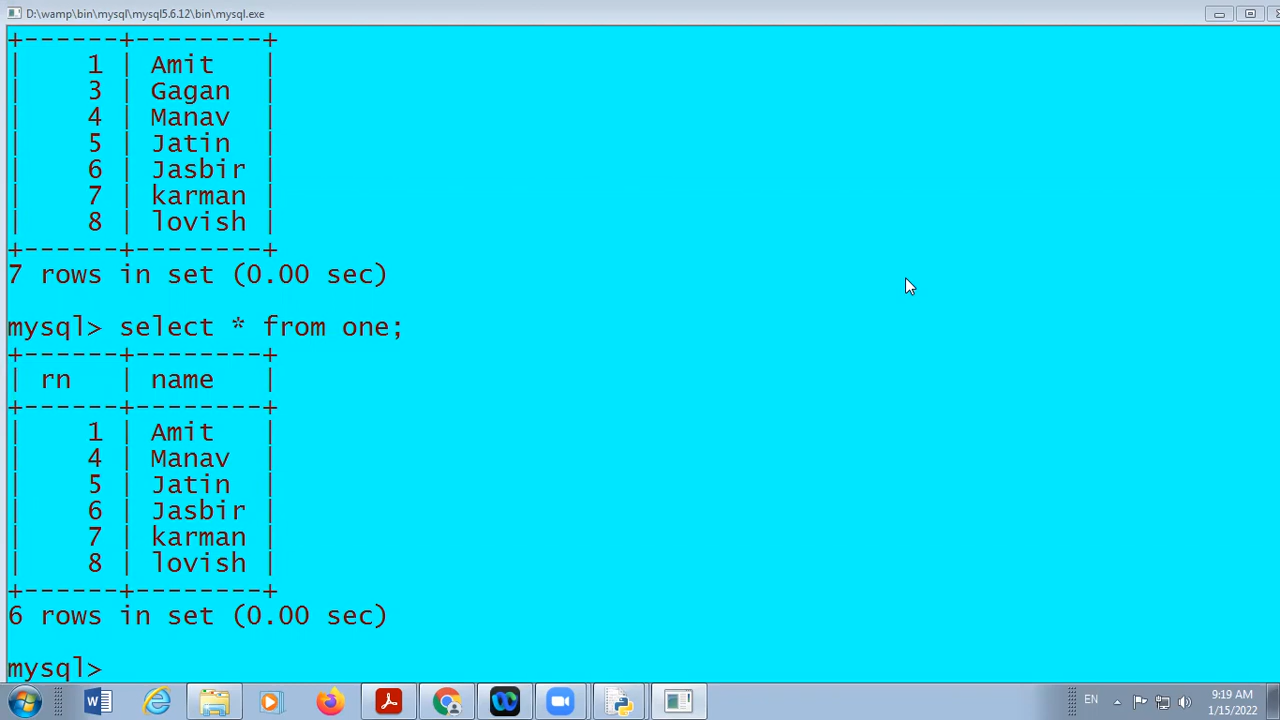 D:\wamp\bin\mysql\mysql5.6.12\bin\mysql.exe
+------+--------+
|    1 | Amit   |
|    3 | Gagan  |
|    4 | Manav  |
|    5 | Jatin  |
|    6 | Jasbir |
|    7 | karman |
|    8 | lovish |
+------+--------+
7 rows in set (0.00 sec)
mysql> select * from one;
+------+--------+
| rn   | name   |
+------+--------+
|    1 | Amit   |
|    4 | Manav  |
|    5 | Jatin  |
|    6 | Jasbir |
|    7 | karman |
|    8 | lovish |
+------+--------+
6 rows in set (0.00 sec)
mysql>
EN
9:19 AM
1/15/2022